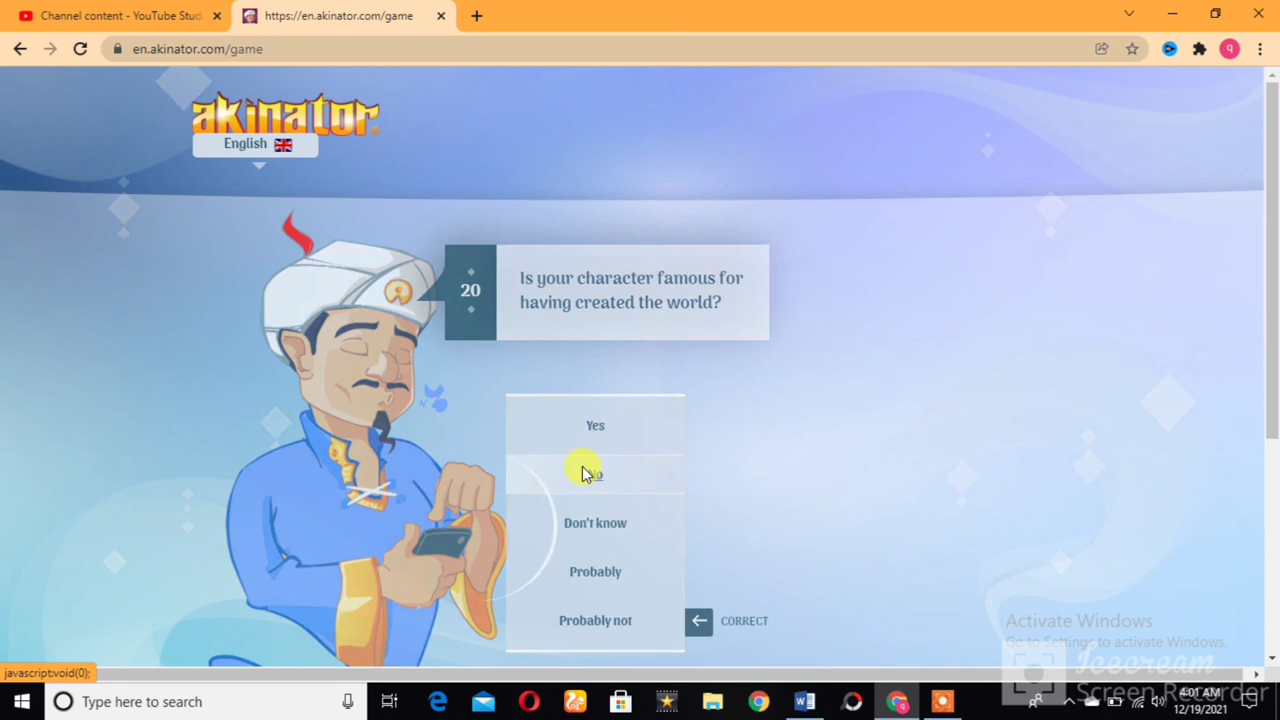 Channel content - YouTube Stud
https://en.akinator.com/game
en.akinator.com/game
q
akinator
English
20
Is your character famous for
having created the world?
Yes
No
Don't know
Probably
Probably not
CORRECT
Activate Windows
Go to Settings to activate Windows.
Icecream
Screen Recorder
javascript:void(0);
Type here to search
4:01 AM
12/19/2021